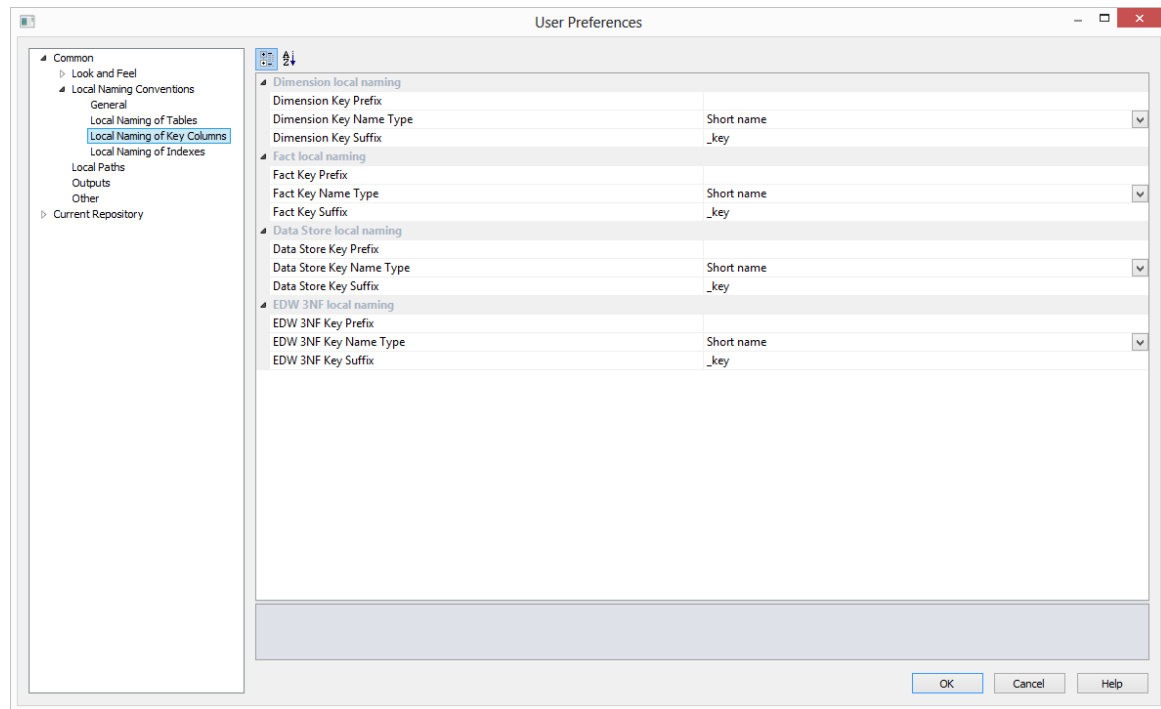 User Preferences
Common
Look and Feel
Local Naming Conventions
General
Local Naming of Tables
Local Naming of Key Columns
Local Naming of Indexes
Local Paths
Outputs
Other
Current Repository
Dimension local naming
Dimension Key Prefix
Dimension Key Name Type Short name
Dimension Key Suffix _key
Fact local naming
Fact Key Prefix
Fact Key Name Type Short name
Fact Key Suffix _key
Data Store local naming
Data Store Key Prefix
Data Store Key Name Type Short name
Data Store Key Suffix _key
EDW 3NF local naming
EDW 3NF Key Prefix
EDW 3NF Key Name Type Short name
EDW 3NF Key Suffix _key
OK Cancel Help